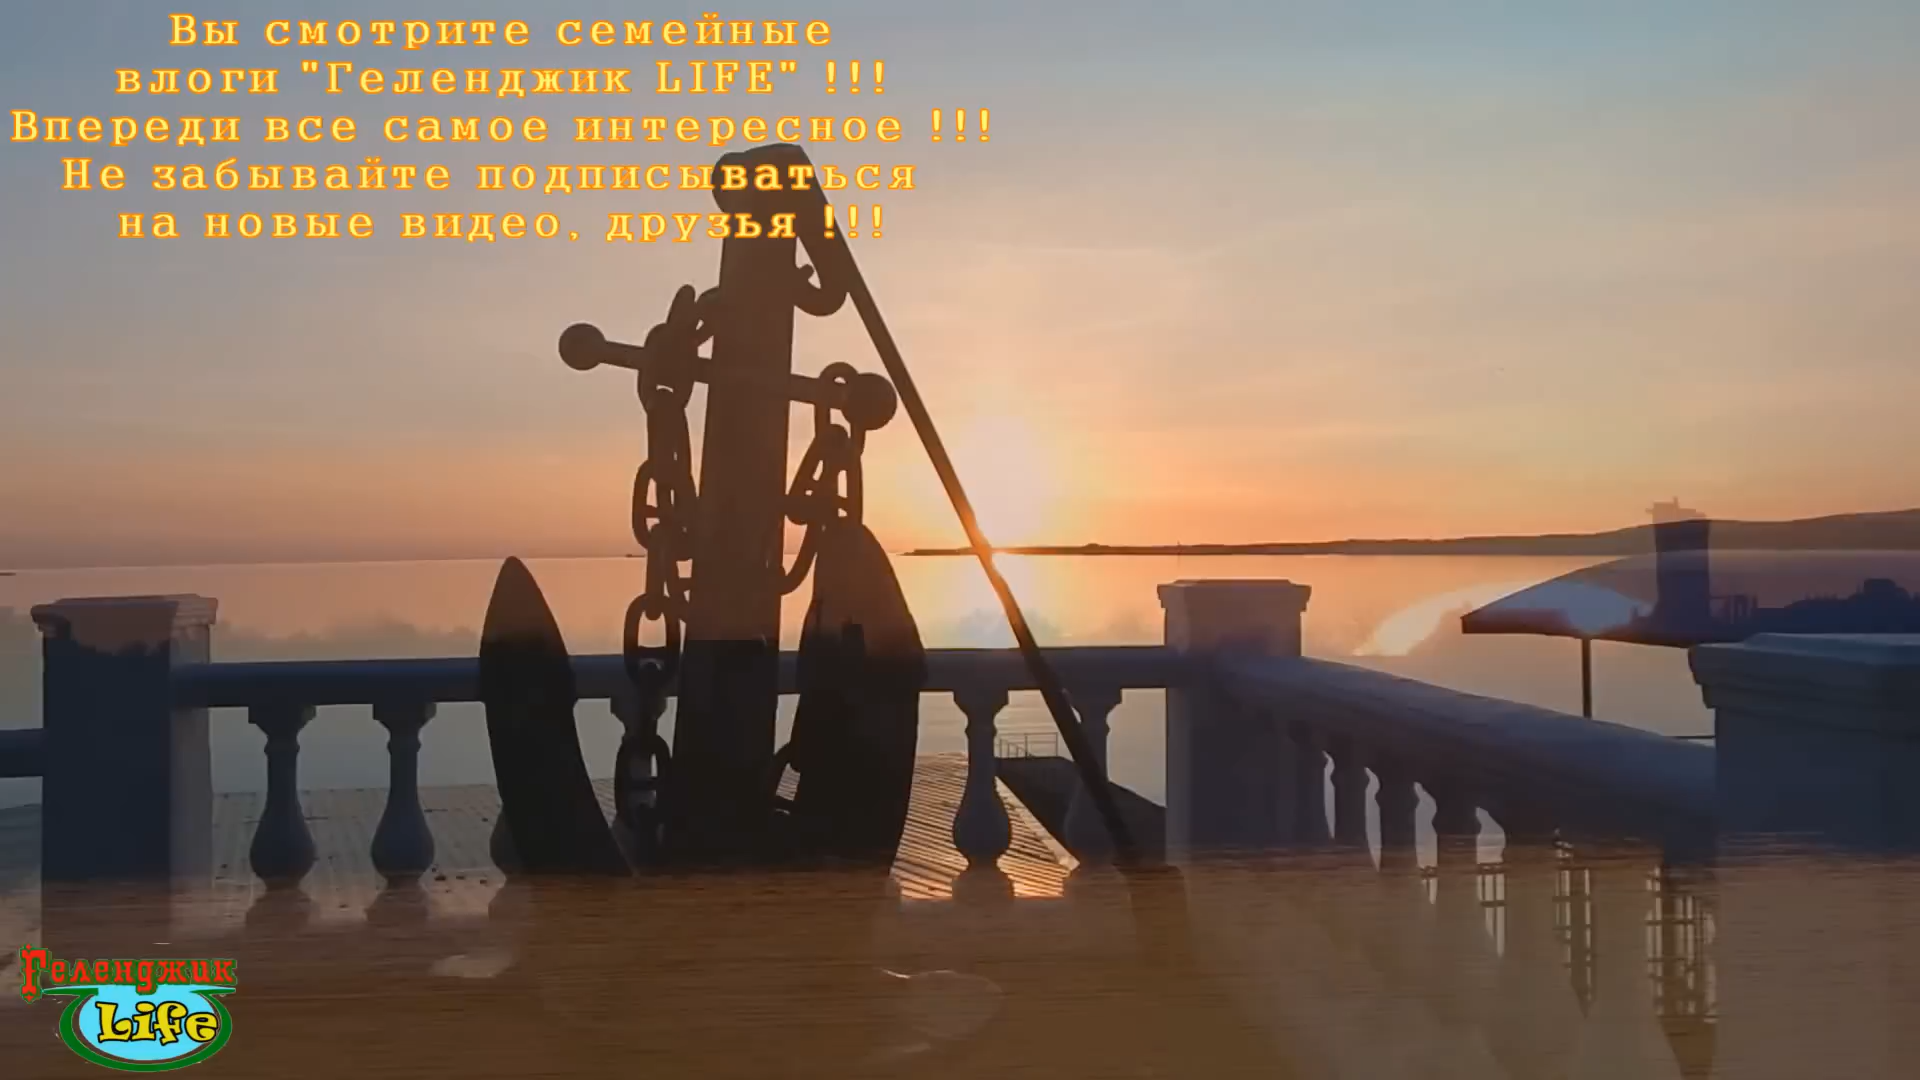 Вы смотрите семейные
влоги "Геленджик LIFE" !!!
Впереди все самое интересное !!!
Не забывайте подписываться
на новые видео, друзья !!!
Геленджик
Life